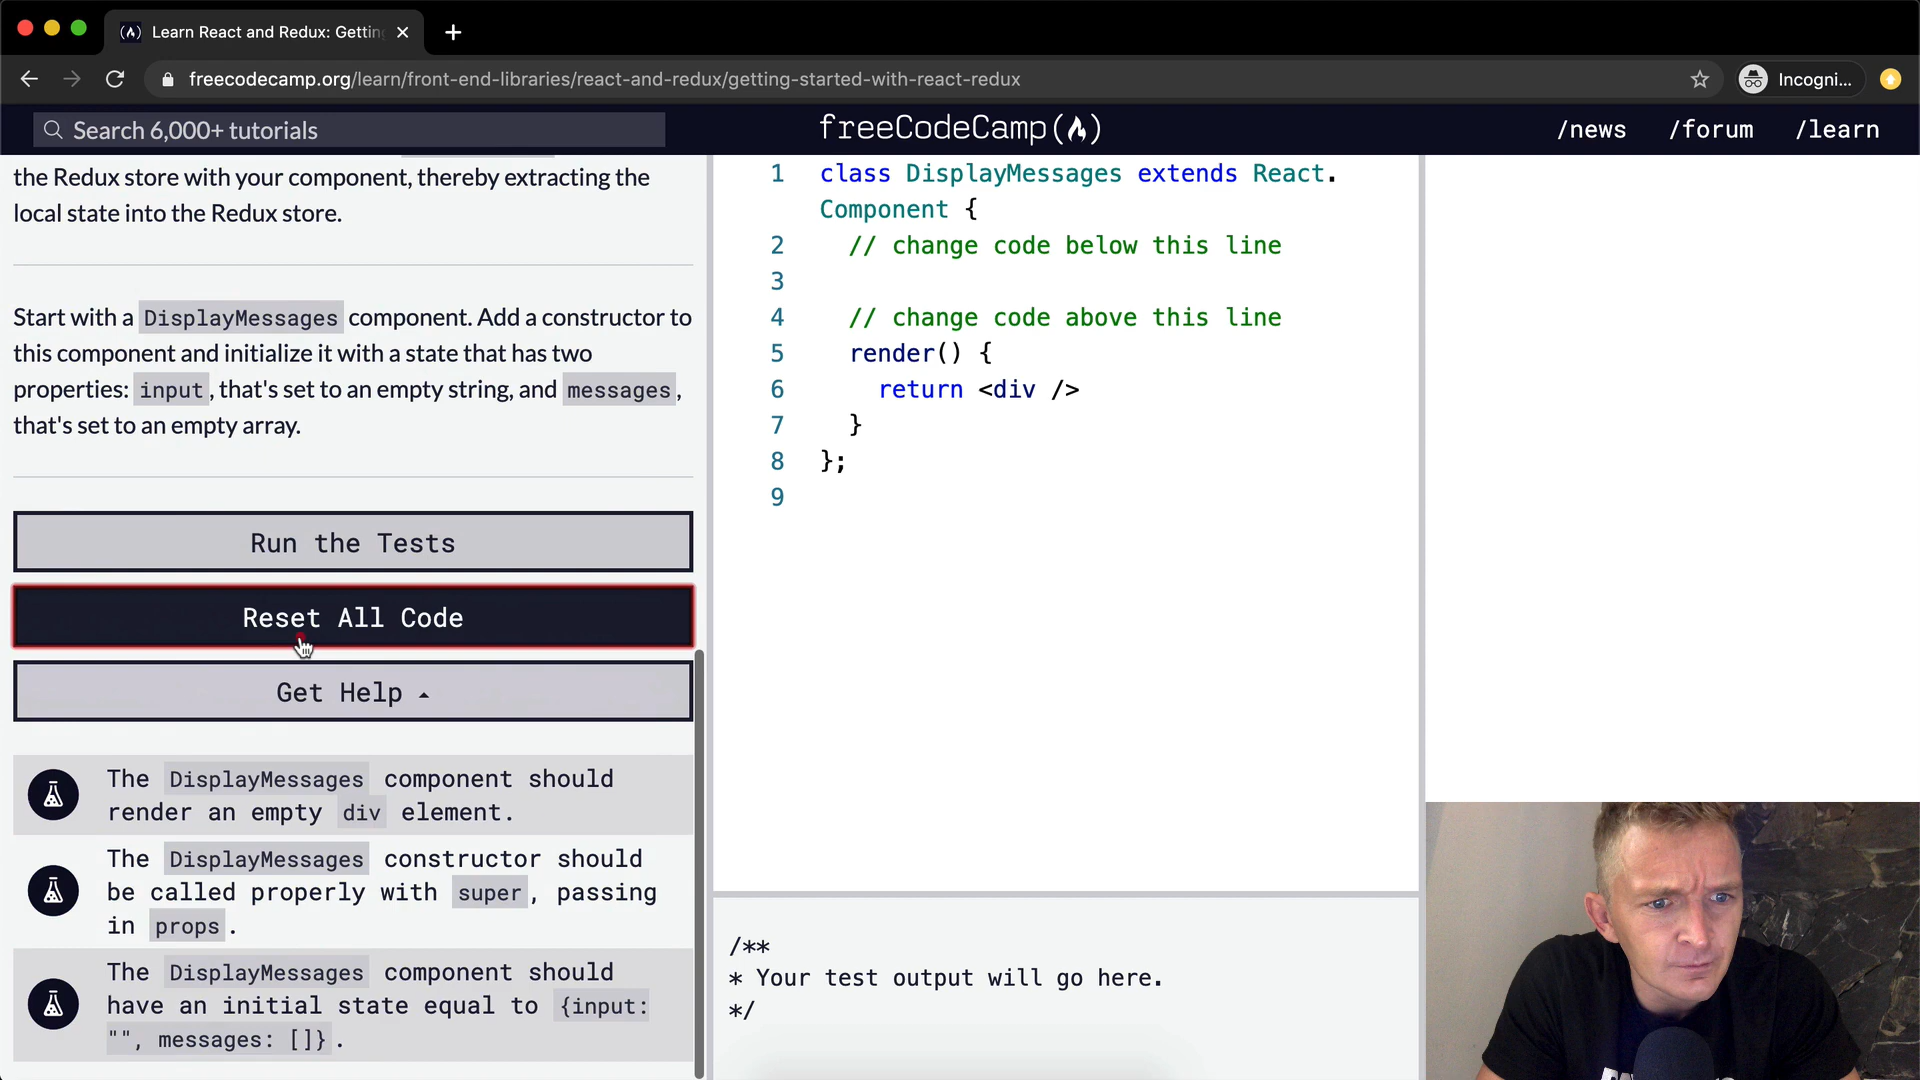 Learn React and Redux: Gettin
freecodecamp.org/learn/front-end-libraries/react-and-redux/getting-started-with-react-redux
Incogni...
Search 6,000+ tutorials
freeCodeCamp
/news
/forum
/learn
the Redux store with your component, thereby extracting the
local state into the Redux store.
Start with a DisplayMessages component. Add a constructor to
this component and initialize it with a state that has two
properties: input, that's set to an empty string, and messages,
that's set to an empty array.
Run the Tests
Reset All Code
Get Help
The DisplayMessages component should
render an empty div element.
The DisplayMessages constructor should
be called properly with super, passing
in props.
The DisplayMessages component should
have an initial state equal to {input:
"", messages: []}.
1 class DisplayMessages extends React.
Component {
2 // change code below this line
3
4 // change code above this line
5 render() {
6 return <div />
7 }
8 };
9
/**
* Your test output will go here.
*/